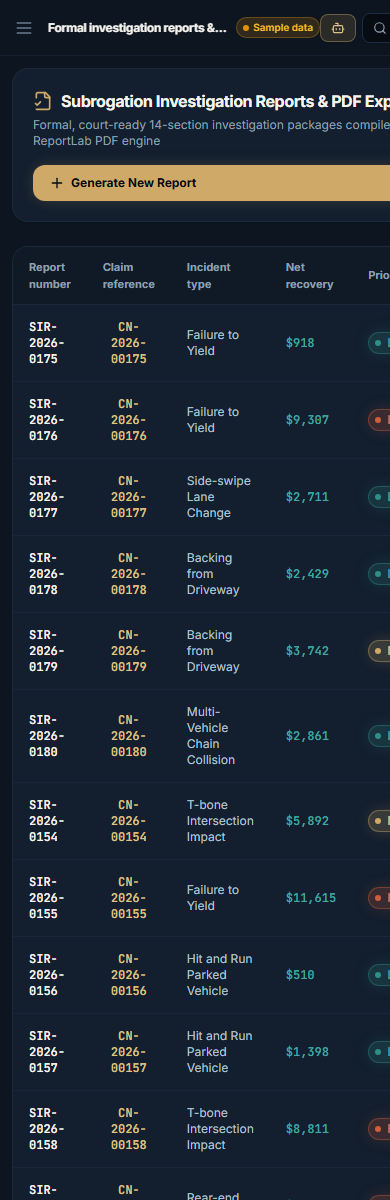 Formal investigation reports &...
Sample data
Subrogation Investigation Reports & PDF Exp
Formal, court-ready 14-section investigation packages compile
ReportLab PDF engine
Generate New Report
Report number
Claim reference
Incident type
Net recovery
Prio
SIR-2026-0175
CN-2026-00175
Failure to Yield
$918
SIR-2026-0176
CN-2026-00176
Failure to Yield
$9,307
SIR-2026-0177
CN-2026-00177
Side-swipe Lane Change
$2,711
SIR-2026-0178
CN-2026-00178
Backing from Driveway
$2,429
SIR-2026-0179
CN-2026-00179
Backing from Driveway
$3,742
SIR-2026-0180
CN-2026-00180
Multi-Vehicle Chain Collision
$2,861
SIR-2026-0154
CN-2026-00154
T-bone Intersection Impact
$5,892
SIR-2026-0155
CN-2026-00155
Failure to Yield
$11,615
SIR-2026-0156
CN-2026-00156
Hit and Run Parked Vehicle
$510
SIR-2026-0157
CN-2026-00157
Hit and Run Parked Vehicle
$1,398
SIR-2026-0158
CN-2026-00158
T-bone Intersection Impact
$8,811
SIR-
CN-
Rear-end